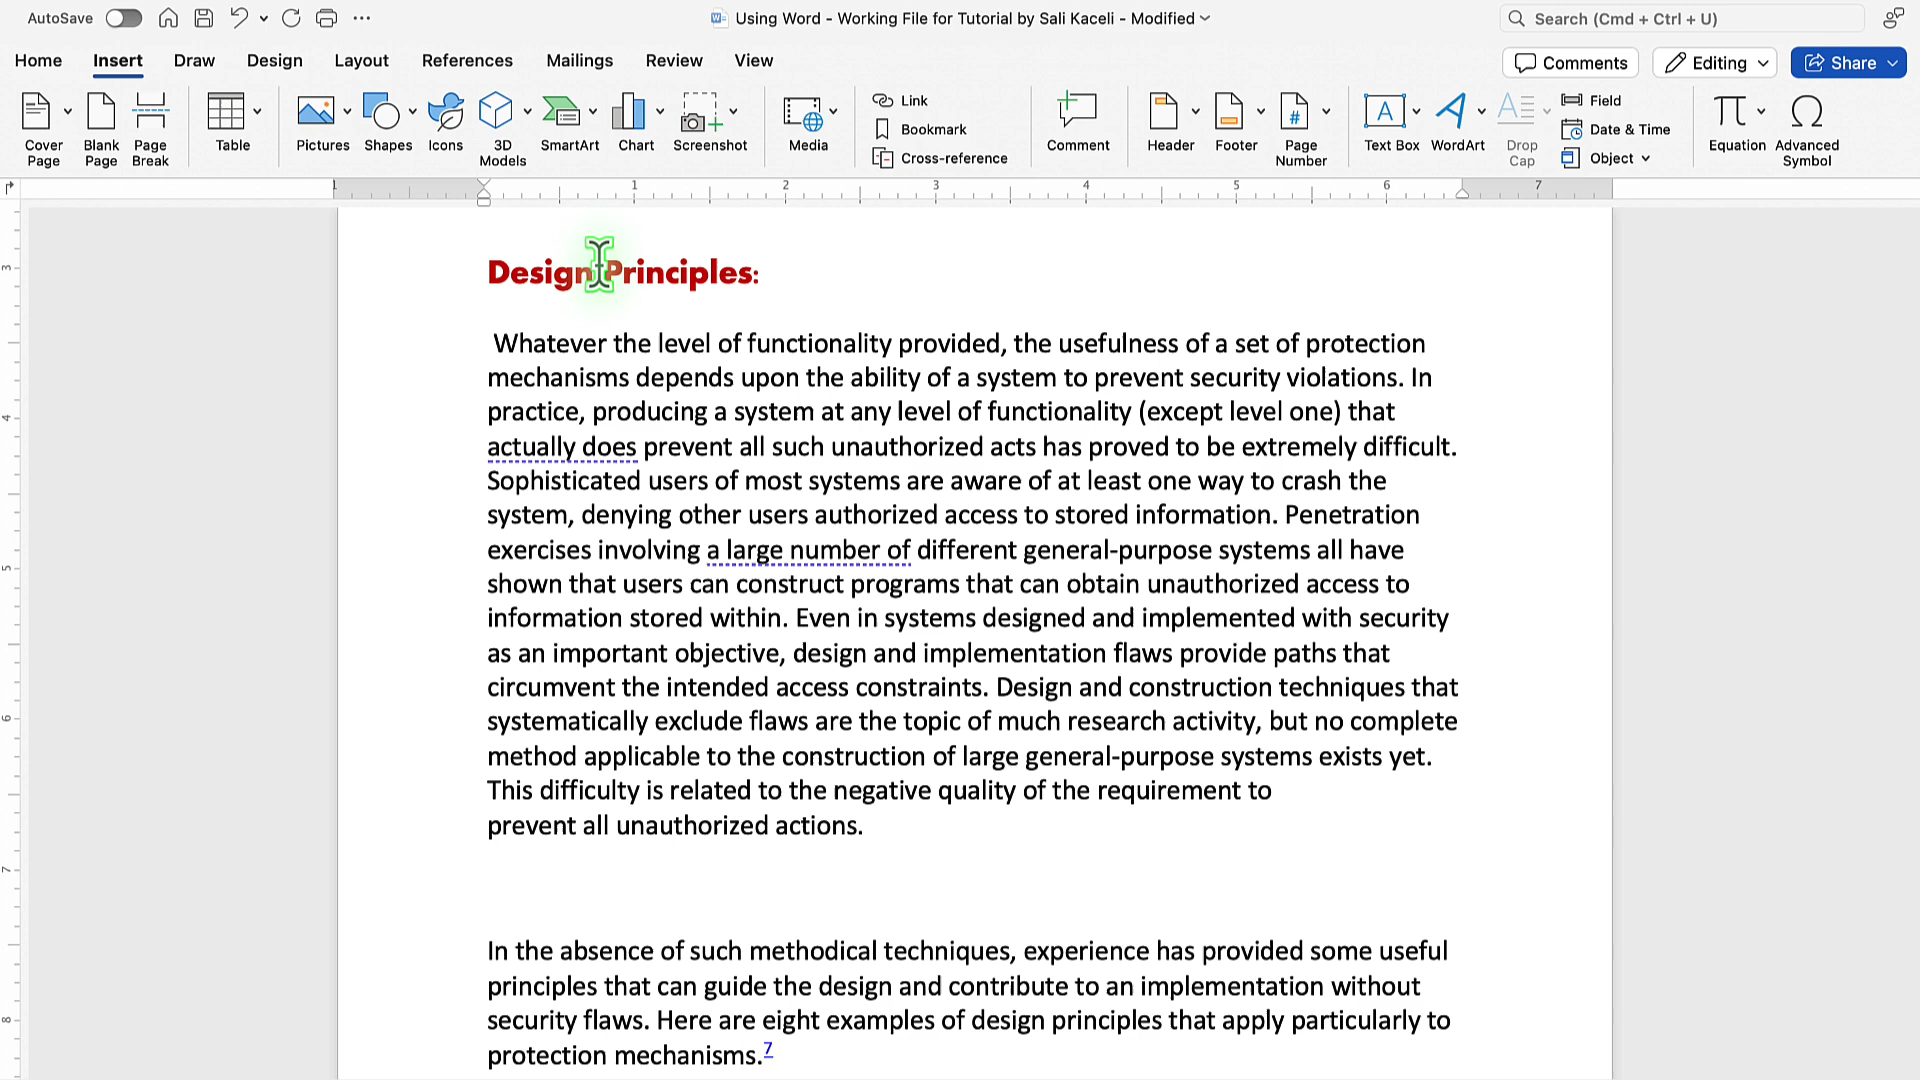 AutoSave
Using Word - Working File for Tutorial by Sali Kaceli - Modified
Search (Cmd + Ctrl + U)
Home Insert Draw Design Layout References Mailings Review View
Comments Editing Share
Cover Page
Blank Page
Page Break
Table
Pictures
Shapes
Icons
3D Models
SmartArt
Chart
Screenshot
Media
Link
Bookmark
Cross-reference
Comment
Header
Footer
Page Number
Text Box
WordArt
Drop Cap
Field
Date & Time
Object
Equation
Advanced Symbol
1 1 2 3 4 5 6 7
3
4
5
6
7
8
Design Principles:
Whatever the level of functionality provided, the usefulness of a set of protection
mechanisms depends upon the ability of a system to prevent security violations. In
practice, producing a system at any level of functionality (except level one) that
actually does prevent all such unauthorized acts has proved to be extremely difficult.
Sophisticated users of most systems are aware of at least one way to crash the
system, denying other users authorized access to stored information. Penetration
exercises involving a large number of different general-purpose systems all have
shown that users can construct programs that can obtain unauthorized access to
information stored within. Even in systems designed and implemented with security
as an important objective, design and implementation flaws provide paths that
circumvent the intended access constraints. Design and construction techniques that
systematically exclude flaws are the topic of much research activity, but no complete
method applicable to the construction of large general-purpose systems exists yet.
This difficulty is related to the negative quality of the requirement to
prevent all unauthorized actions.
In the absence of such methodical techniques, experience has provided some useful
principles that can guide the design and contribute to an implementation without
security flaws. Here are eight examples of design principles that apply particularly to
protection mechanisms.7